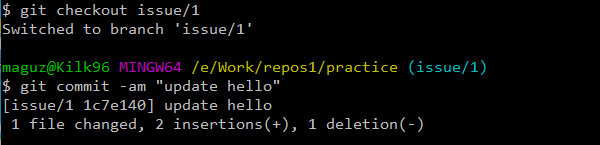 $ git checkout issue/1
Switched to branch 'issue/1'
maguz@Kilk96 MINGW64 /e/Work/repos1/practice (issue/1)
$ git commit -am "update hello"
[issue/1 1c7e140] update hello
 1 file changed, 2 insertions(+), 1 deletion(-)